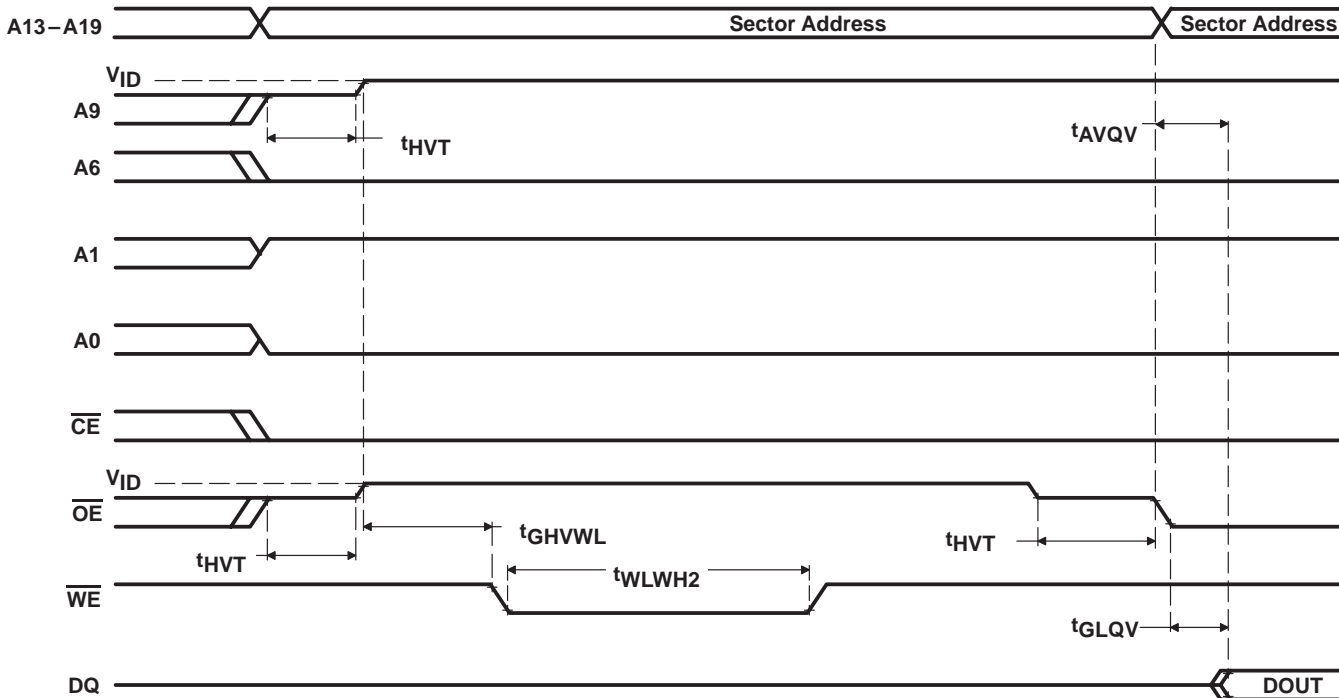 A13–A19 Sector Address Sector Address
VID
A9
tHVT
tAVQV
A6
A1
A0
CE
VID
OE
tHVT
tGHVWL
tHVT
WE
tWLWH2
tGLQV
DQ DOUT